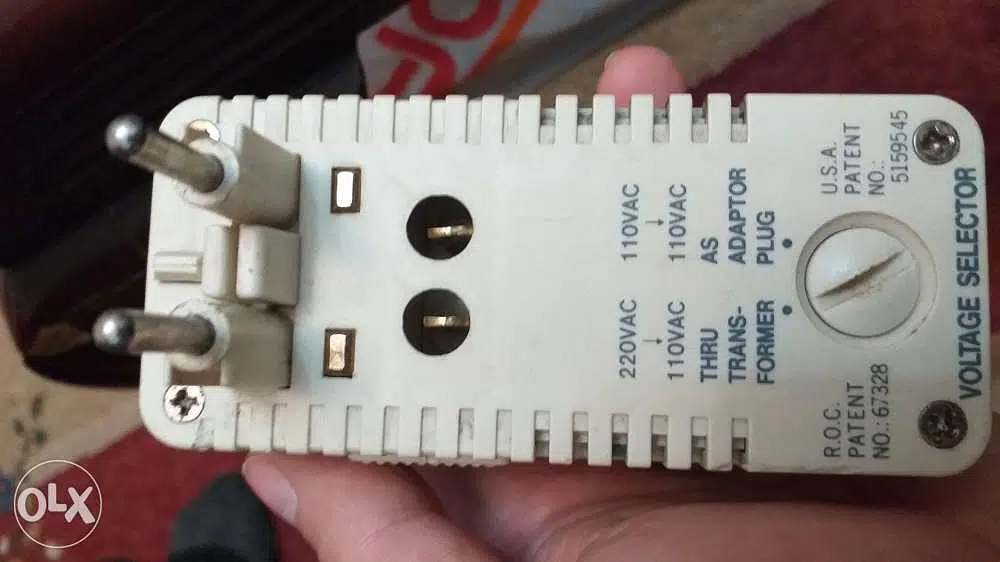 220VAC
↓
110VAC
THRU
TRANS-
FORMER
110VAC
↓
110VAC
AS
ADAPTOR
PLUG
R.O.C.
PATENT
NO.:67328
U.S.A.
PATENT
NO.:
5159545
VOLTAGE SELECTOR
OLX